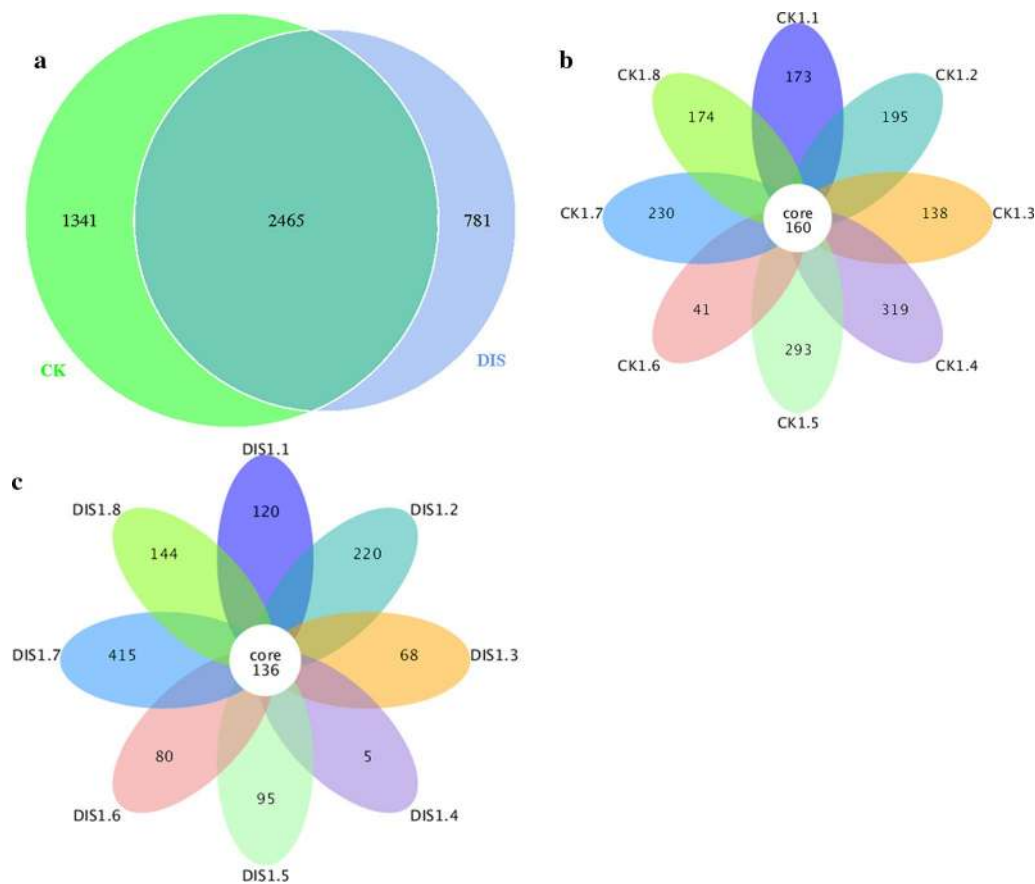 a
1341
2465
781
CK
DIS
b
CK1.1
CK1.8
CK1.2
173
174
195
CK1.7
230
core
160
138
CK1.3
41
319
293
CK1.6
CK1.4
CK1.5
c
DIS1.1
DIS1.8
DIS1.2
120
144
220
DIS1.7
415
core
136
68
DIS1.3
80
5
95
DIS1.6
DIS1.4
DIS1.5